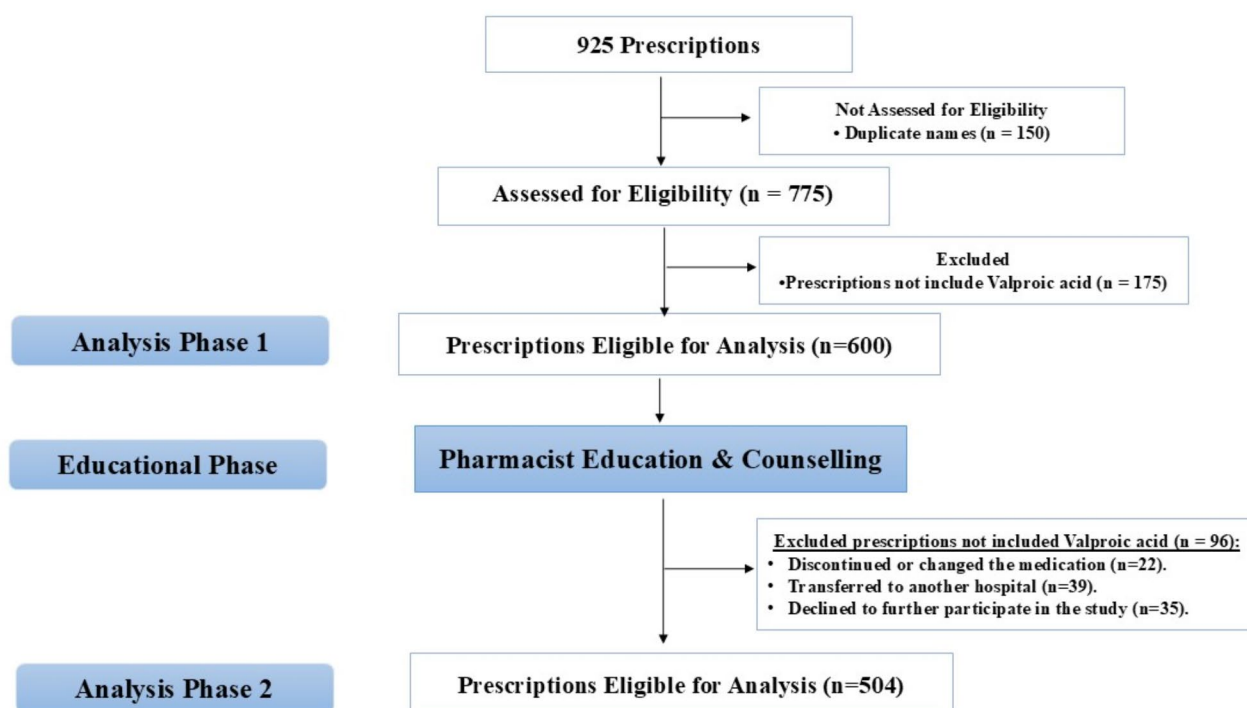 925 Prescriptions
Not Assessed for Eligibility
• Duplicate names (n = 150)
Assessed for Eligibility (n = 775)
Excluded
•Prescriptions not include Valproic acid (n = 175)
Analysis Phase 1
Prescriptions Eligible for Analysis (n=600)
Educational Phase
Pharmacist Education & Counselling
Excluded prescriptions not included Valproic acid (n = 96):
• Discontinued or changed the medication (n=22).
• Transferred to another hospital (n=39).
• Declined to further participate in the study (n=35).
Analysis Phase 2
Prescriptions Eligible for Analysis (n=504)